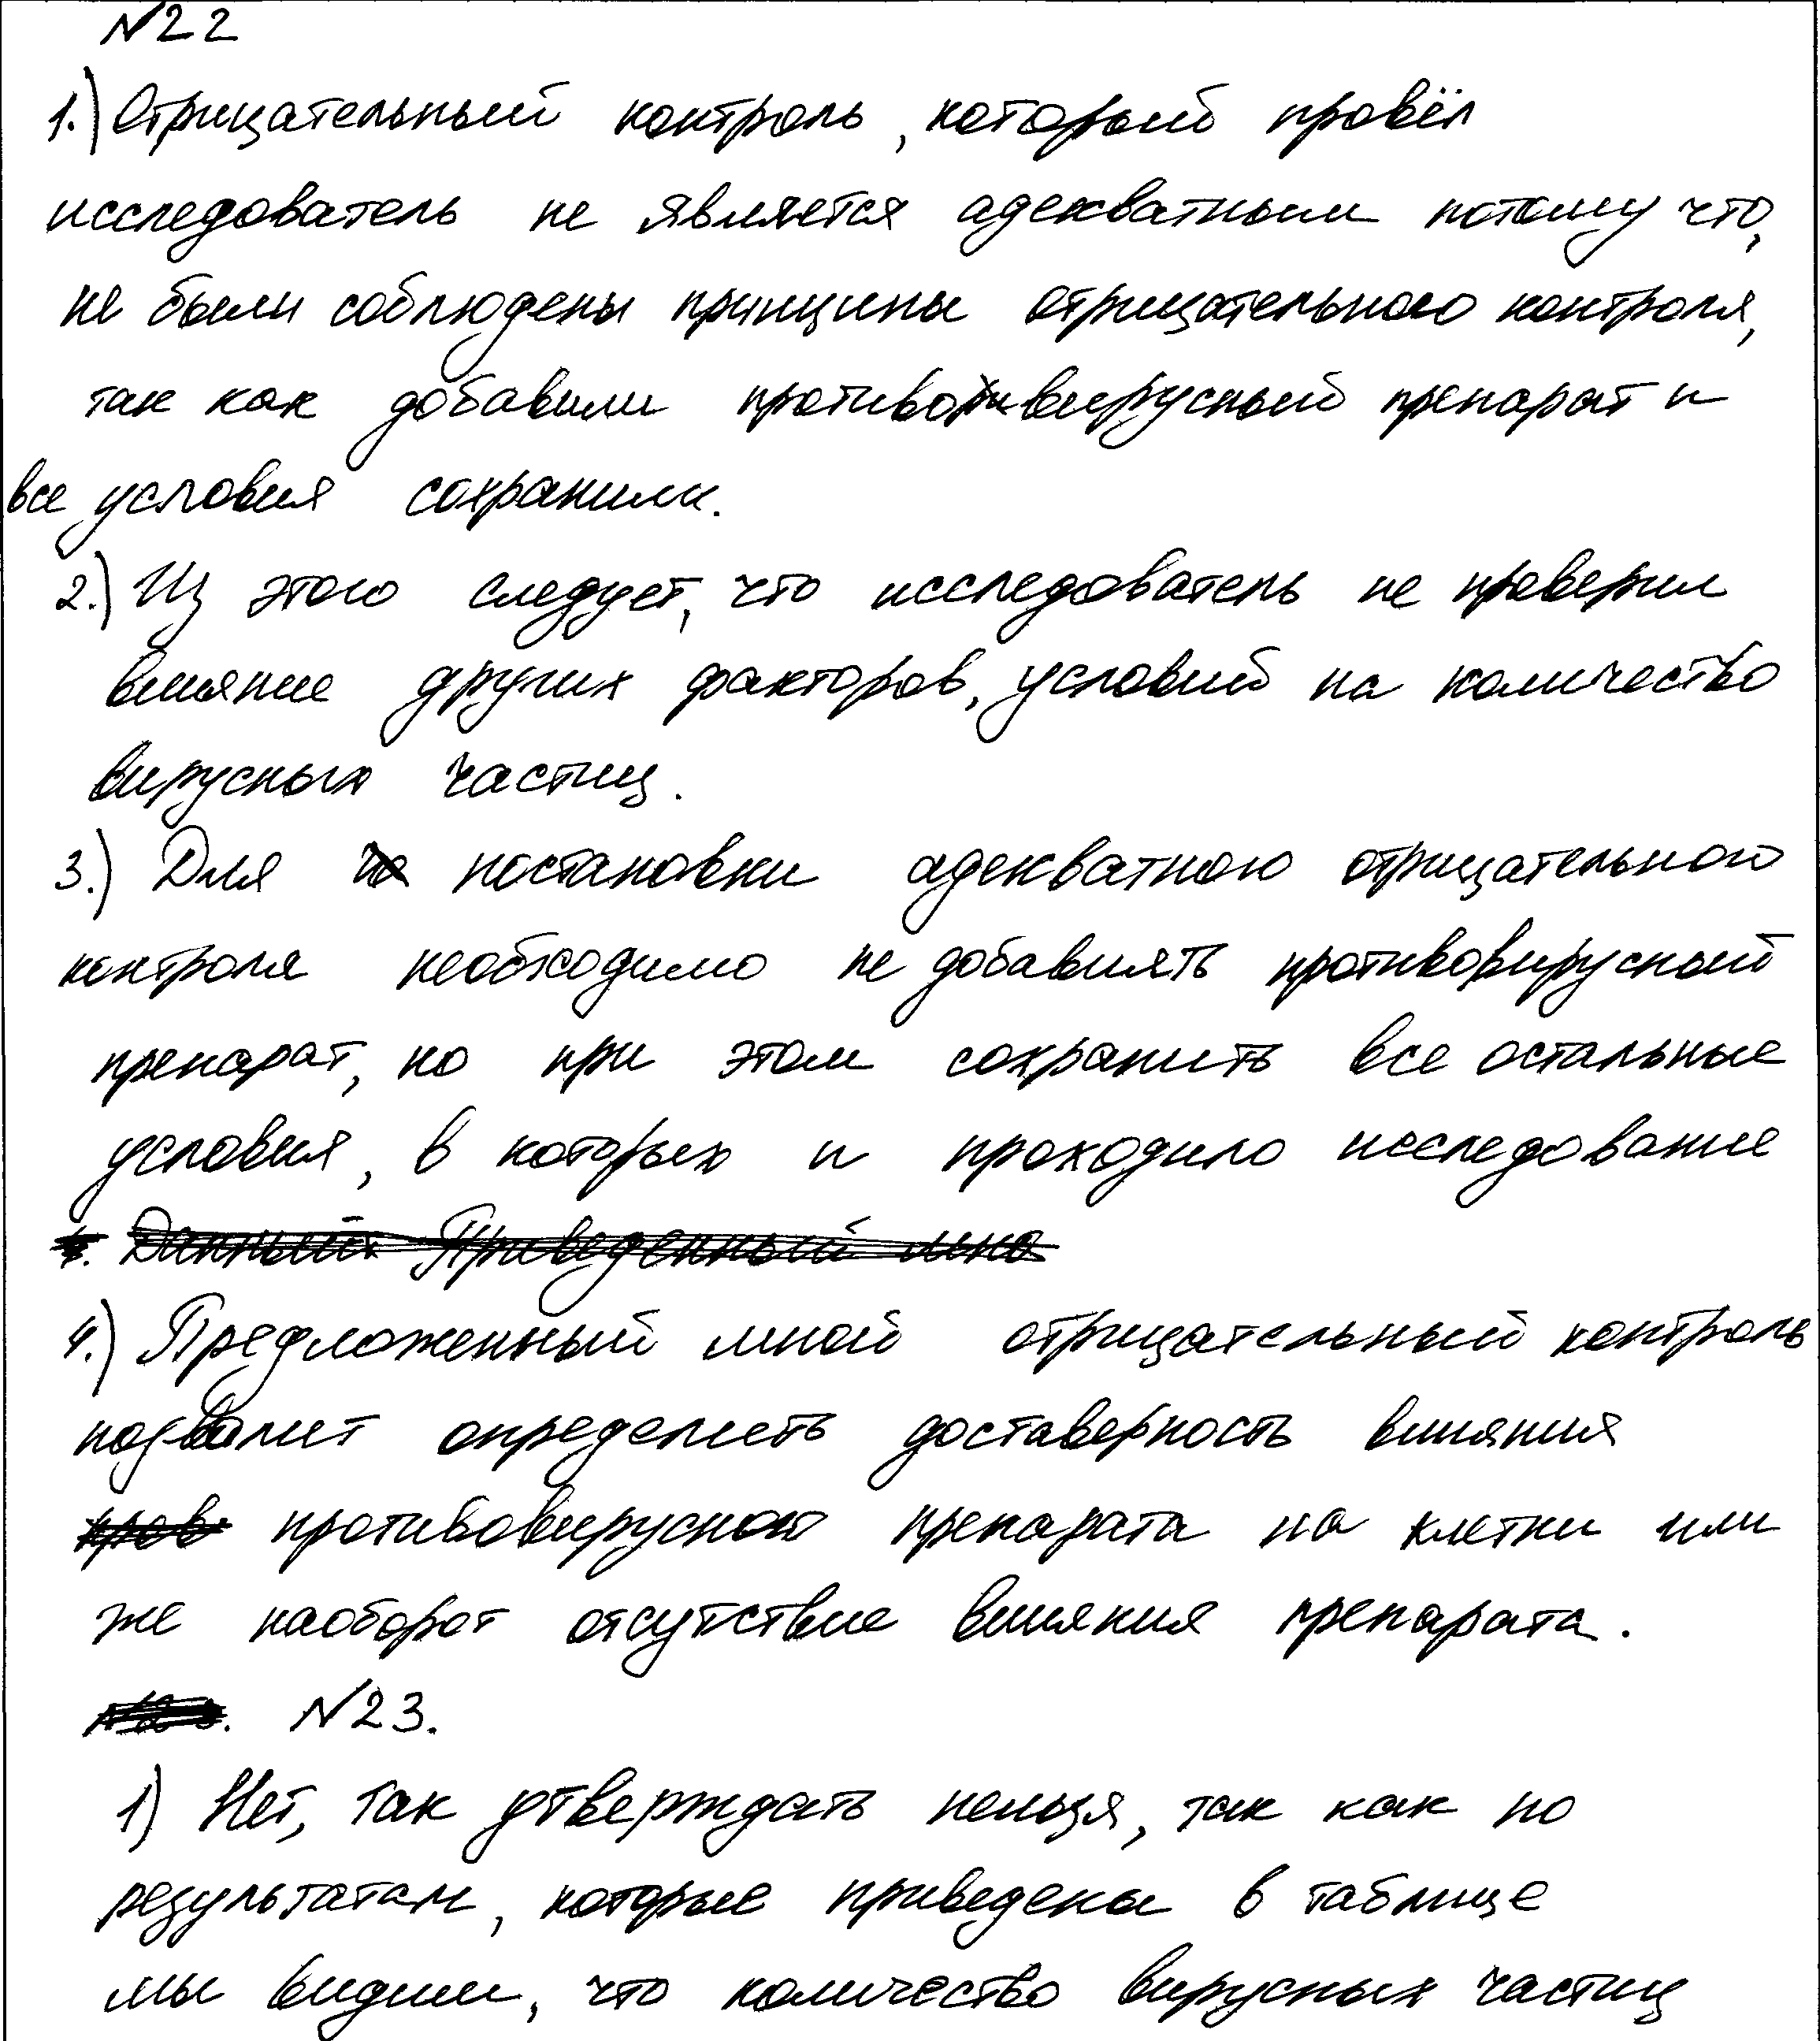 №22
1.) Отрицательный контроль, который провёл
исследователь не является адекватным потому что,
не были соблюдены принципы отрицательного контроля,
так как добавили противовирусный препарат и
все условия сохранили.
2.) Из этого следует, что исследователь не проверил
влияние других факторов, условий на количество
вирусных частиц.
3.) Для постановки адекватного отрицательного
контроля необходимо не добавлять противовирусный
препарат, но при этом сохранить все остальные
условия, в которых и проходило исследование
4.) Предложенный мной отрицательный контроль
позволит определить доставерность влияния
противовирусного препарата на клетки или
же наоборот отсутствие влияния препарата.
№23.
1) Нет, так утверждать нельзя, так как по
результатам, которые приведены в таблице
мы видим, что количество вирусных частиц